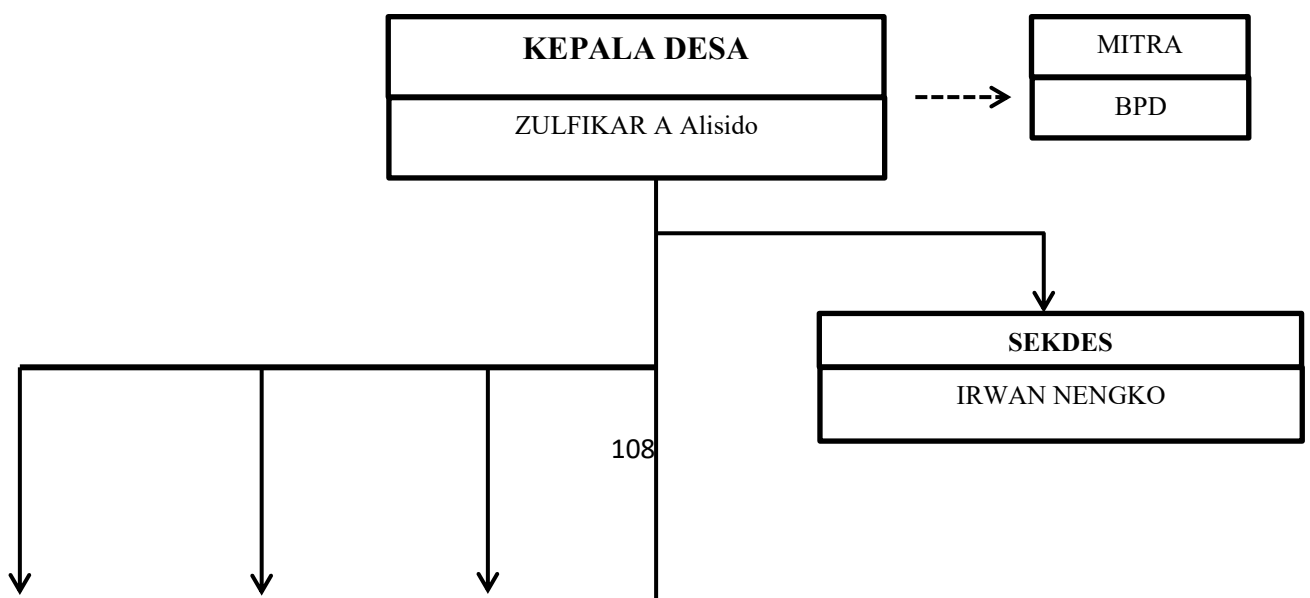 KEPALA DESA
ZULFIKAR A Alisido
MITRA
BPD
SEKDES
IRWAN NENGKO
108